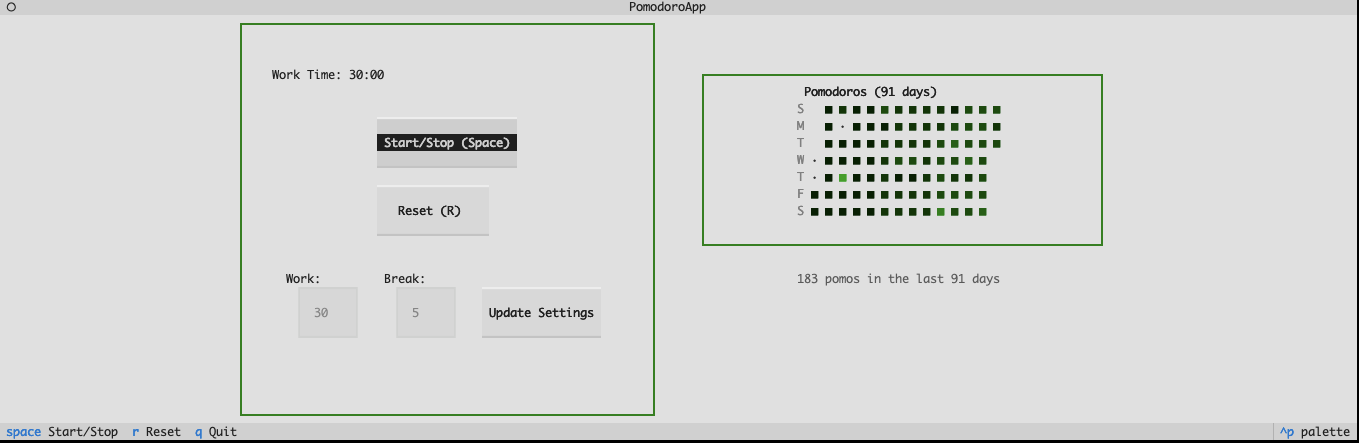 PomodoroApp
Work Time: 30:00
Start/Stop (Space)
Reset (R)
Work:
Break:
30
5
Update Settings
Pomodoros (91 days)
S
M
T
W
T
F
S
183 pomos in the last 91 days
space Start/Stop r Reset q Quit
^p palette